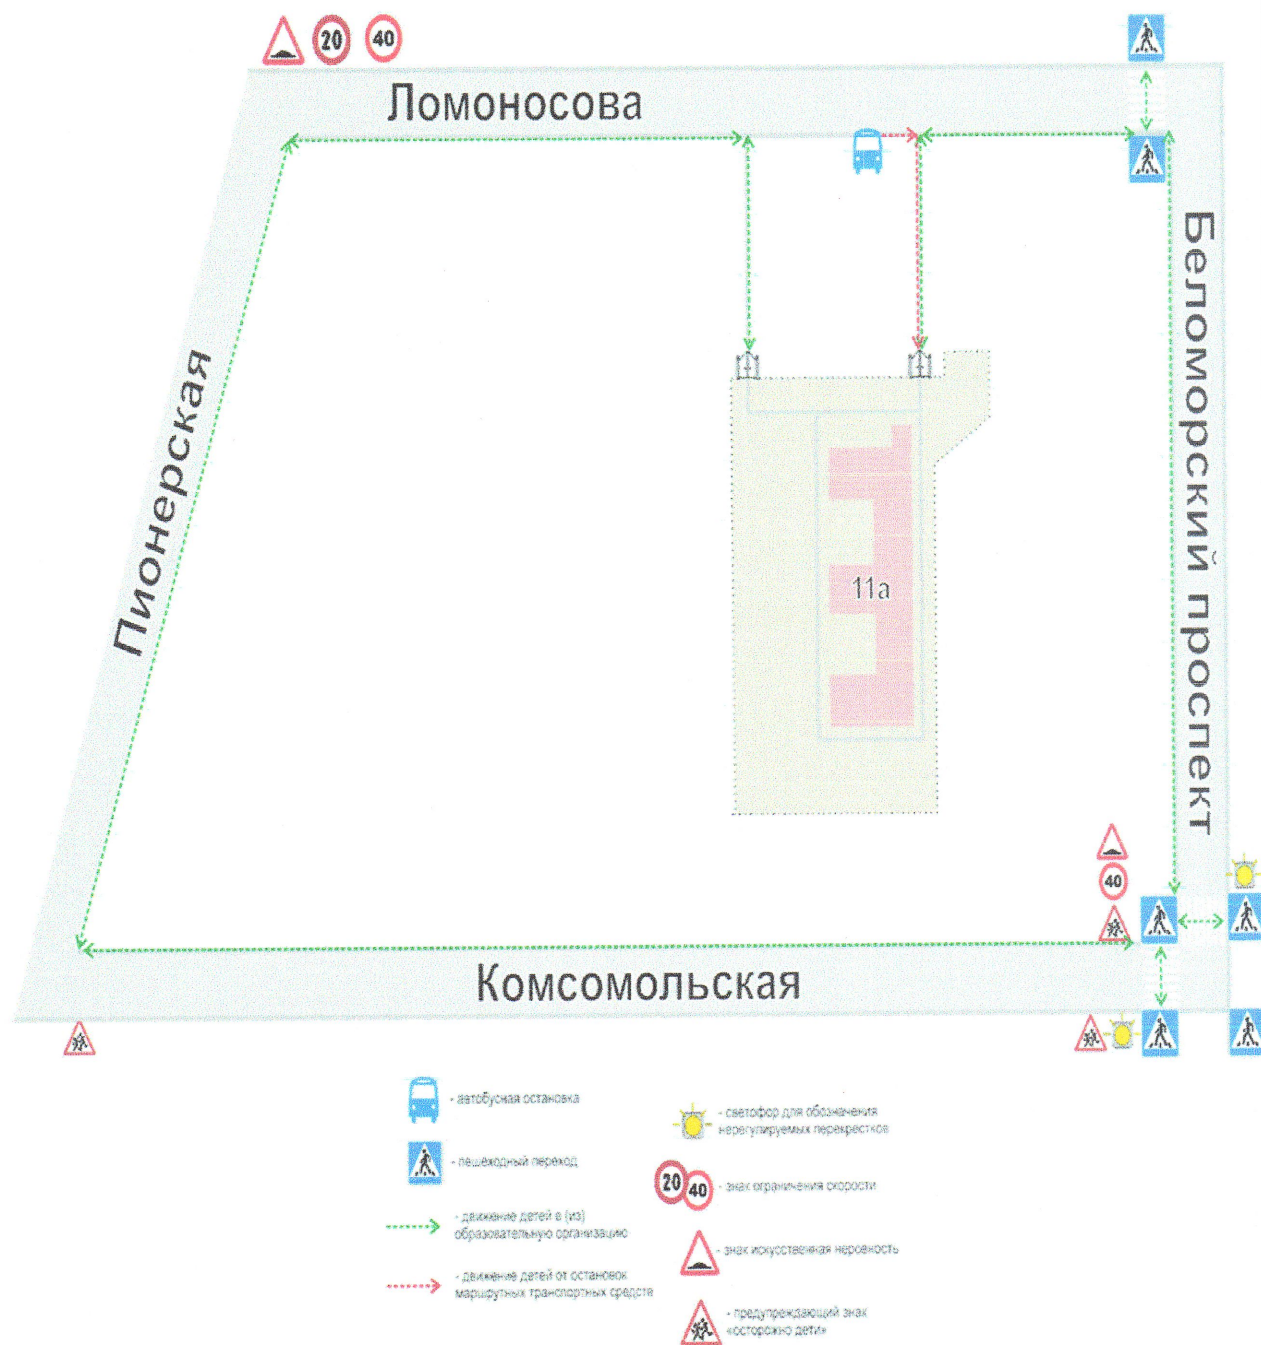 20
40
Ломоносова
Беломорский проспект
Пионерская
11а
40
Комсомольская
- автобусная остановка
- пешеходный переход
- движение детей в (из)
образовательную организацию
- движение детей от остановок
маршрутных транспортных средств
- светофор для обозначения
нерегулируемых перекрестков
20
40
- знак ограничения скорости
- знак искусственная неровность
- предупреждающий знак
«осторожно дети»